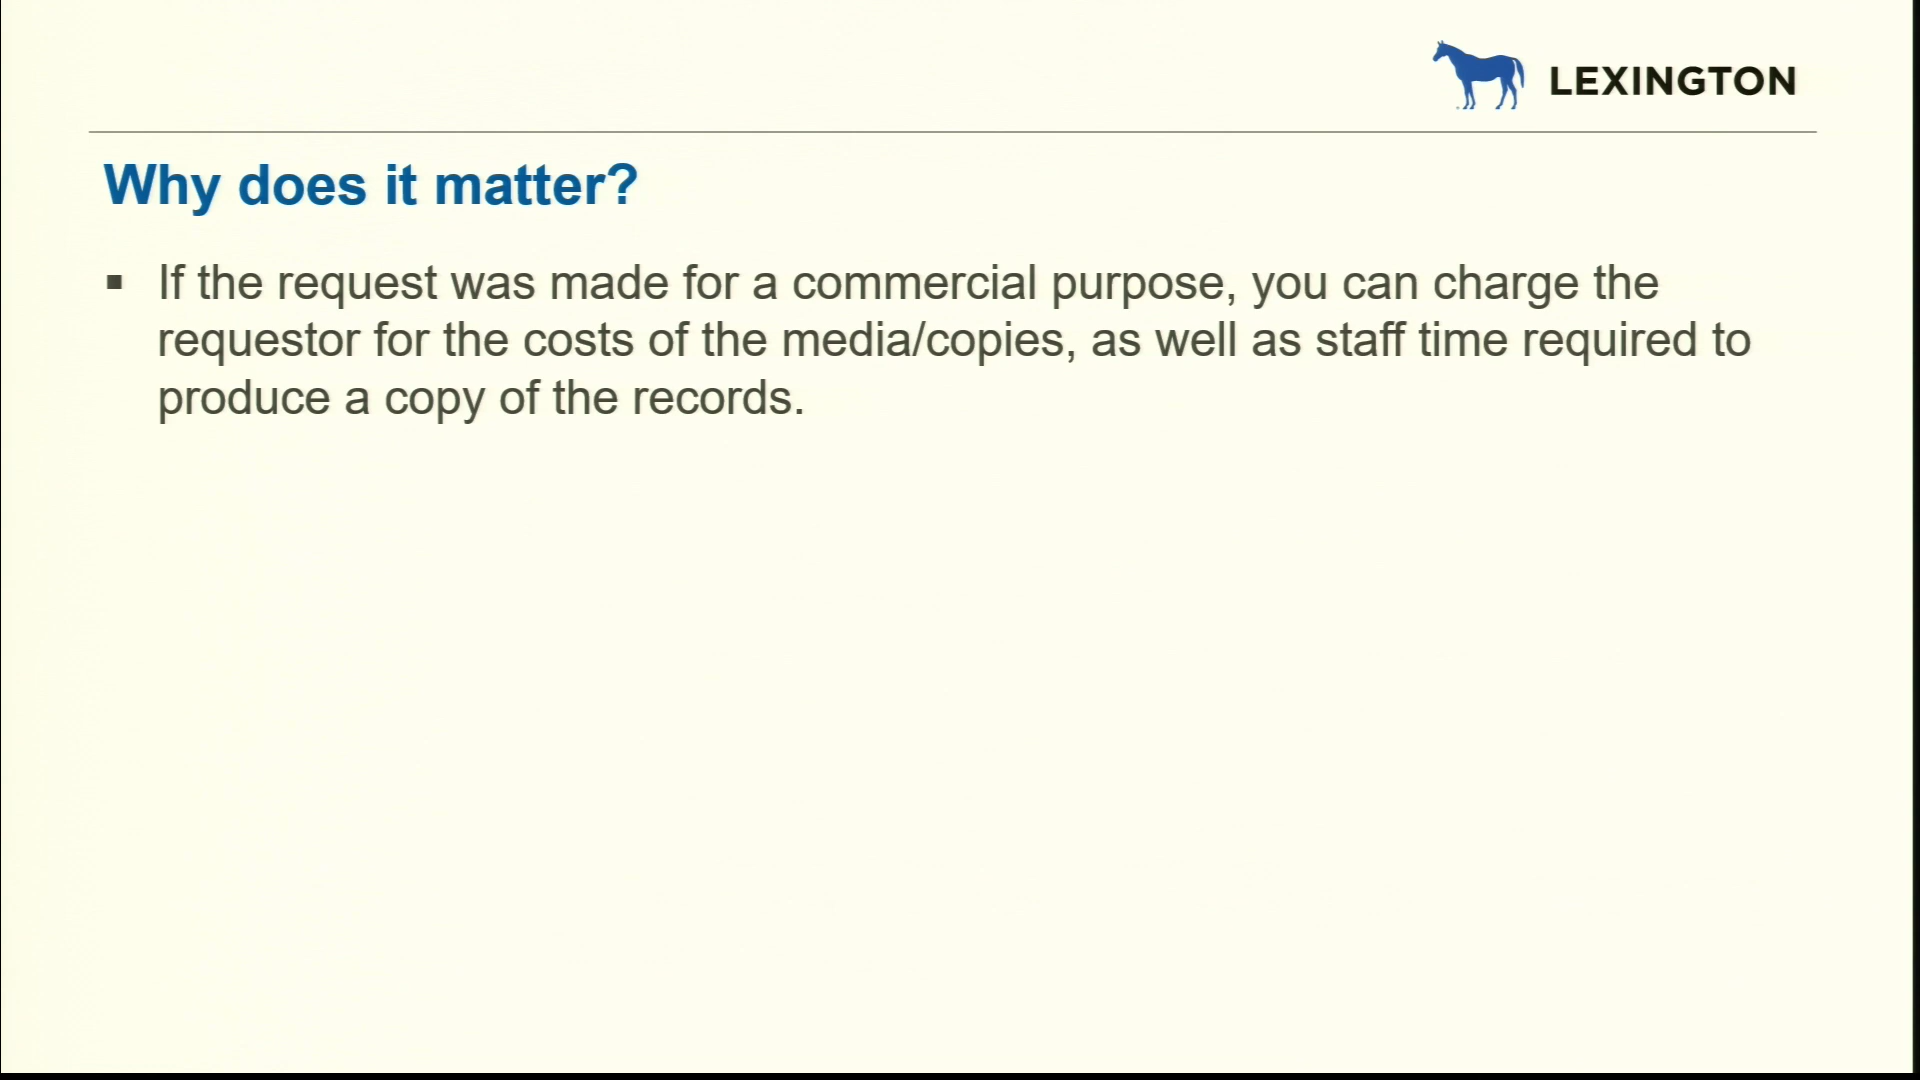 LEXINGTON
Why does it matter?
▪ If the request was made for a commercial purpose, you can charge the
requestor for the costs of the media/copies, as well as staff time required to
produce a copy of the records.